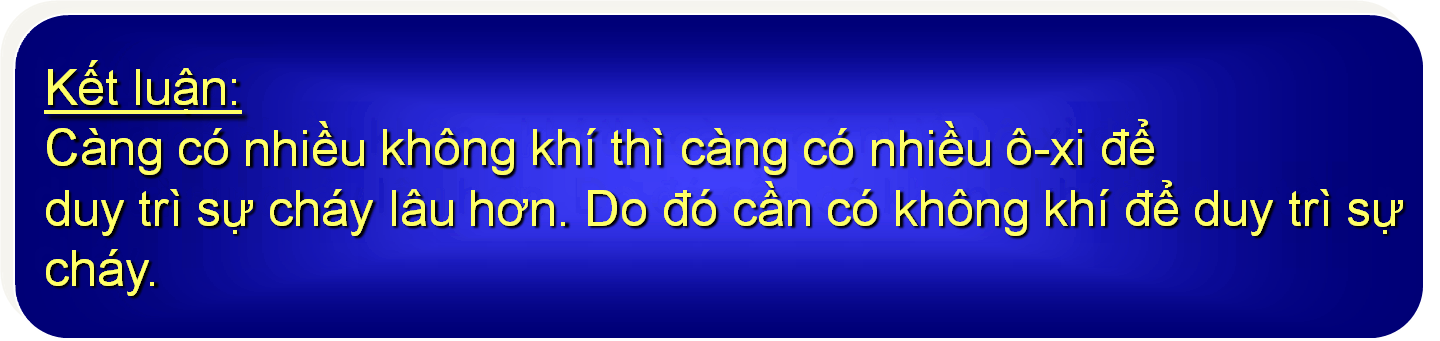 Kết luận:
Càng có nhiều không khí thì càng có nhiều ô-xi để
duy trì sự cháy lâu hơn. Do đó cần có không khí để duy trì sự
cháy.